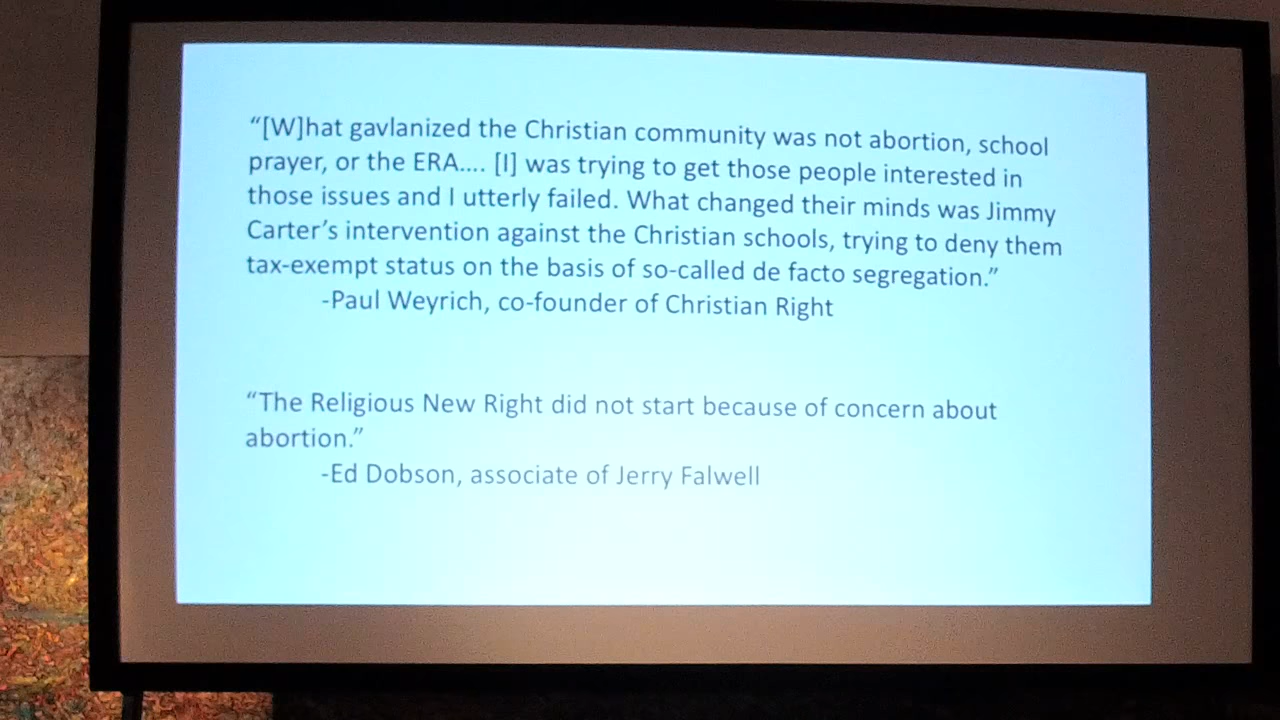 “[W]hat gavlanized the Christian community was not abortion, school
prayer, or the ERA.... [I] was trying to get those people interested in
those issues and I utterly failed. What changed their minds was Jimmy
Carter’s intervention against the Christian schools, trying to deny them
tax-exempt status on the basis of so-called de facto segregation.”
-Paul Weyrich, co-founder of Christian Right
“The Religious New Right did not start because of concern about
abortion.”
-Ed Dobson, associate of Jerry Falwell